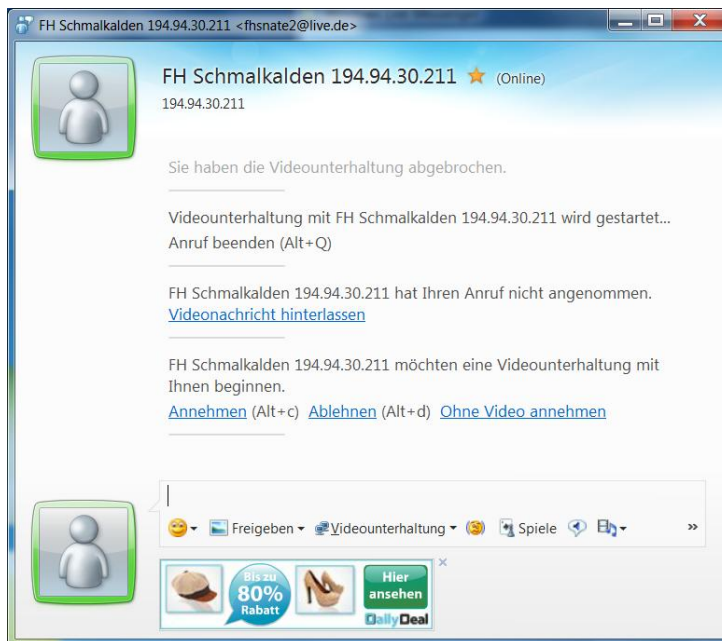 FH Schmalkalden 194.94.30.211 <fhsnate2@live.de>
FH Schmalkalden 194.94.30.211 (Online)
194.94.30.211
Sie haben die Videounterhaltung abgebrochen.
Videounterhaltung mit FH Schmalkalden 194.94.30.211 wird gestartet...
Anruf beenden (Alt+Q)
FH Schmalkalden 194.94.30.211 hat Ihren Anruf nicht angenommen.
Videonachricht hinterlassen
FH Schmalkalden 194.94.30.211 möchten eine Videounterhaltung mit
Ihnen beginnen.
Annehmen (Alt+c) Ablehnen (Alt+d) Ohne Video annehmen
Freigeben Videounterhaltung Spiele »
Bis zu
80%
Rabatt
Hier
ansehen
DailyDeal